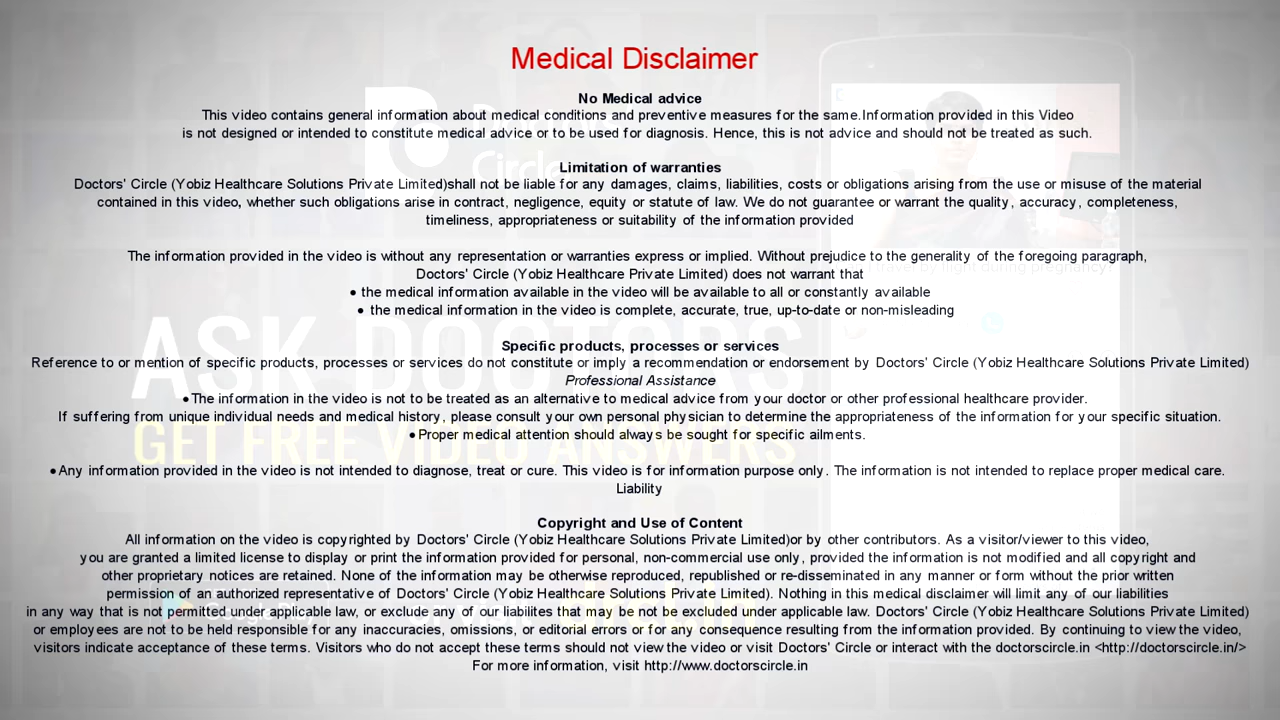 Medical Disclaimer
No Medical advice
This video contains general information about medical conditions and preventive measures for the same.Information provided in this Video
is not designed or intended to constitute medical advice or to be used for diagnosis. Hence, this is not advice and should not be treated as such.
Limitation of warranties
Doctors' Circle (Yobiz Healthcare Solutions Private Limited)shall not be liable for any damages, claims, liabilities, costs or obligations arising from the use or misuse of the material
contained in this video, whether such obligations arise in contract, negligence, equity or statute of law. We do not guarantee or warrant the quality, accuracy, completeness,
timeliness, appropriateness or suitability of the information provided
The information provided in the video is without any representation or warranties express or implied. Without prejudice to the generality of the foregoing paragraph,
Doctors' Circle (Yobiz Healthcare Private Limited) does not warrant that
● the medical information available in the video will be available to all or constantly available
● the medical information in the video is complete, accurate, true, up-to-date or non-misleading
Specific products, processes or services
Reference to or mention of specific products, processes or services do not constitute or imply a recommendation or endorsement by Doctors' Circle (Yobiz Healthcare Solutions Private Limited)
Professional Assistance
●The information in the video is not to be treated as an alternative to medical advice from your doctor or other professional healthcare provider.
If suffering from unique individual needs and medical history, please consult your own personal physician to determine the appropriateness of the information for your specific situation.
●Proper medical attention should always be sought for specific ailments.
●Any information provided in the video is not intended to diagnose, treat or cure. This video is for information purpose only. The information is not intended to replace proper medical care.
Liability
Copyright and Use of Content
All information on the video is copyrighted by Doctors' Circle (Yobiz Healthcare Solutions Private Limited)or by other contributors. As a visitor/viewer to this video,
you are granted a limited license to display or print the information provided for personal, non-commercial use only, provided the information is not modified and all copyright and
other proprietary notices are retained. None of the information may be otherwise reproduced, republished or re-disseminated in any manner or form without the prior written
permission of an authorized representative of Doctors' Circle (Yobiz Healthcare Solutions Private Limited). Nothing in this medical disclaimer will limit any of our liabilities
in any way that is not permitted under applicable law, or exclude any of our liabilites that may be not be excluded under applicable law. Doctors' Circle (Yobiz Healthcare Solutions Private Limited)
or employees are not to be held responsible for any inaccuracies, omissions, or editorial errors or for any consequence resulting from the information provided. By continuing to view the video,
visitors indicate acceptance of these terms. Visitors who do not accept these terms should not view the video or visit Doctors' Circle or interact with the doctorscircle.in <http://doctorscircle.in/>
For more information, visit http://www.doctorscircle.in
Circle
ASK DOCTORS
GET FREE VIDEO ANSWERS
travel by flight during pregnancy?
Google Play
or visit